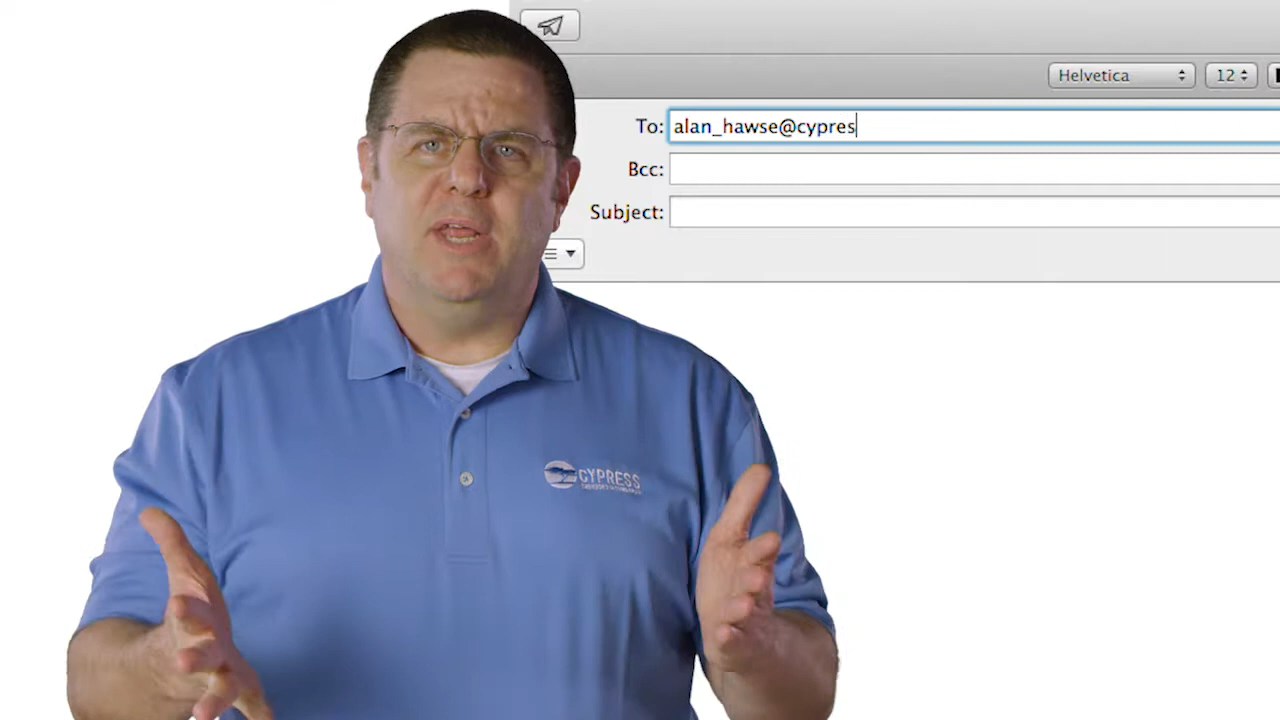 Helvetica 12
To: alan_hawse@cypres
Bcc:
Subject:
CYPRESS